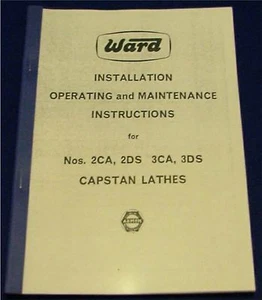 Ward
INSTALLATION
OPERATING and MAINTENANCE
INSTRUCTIONS
for
Nos. 2CA, 2DS 3CA, 3DS
CAPSTAN LATHES